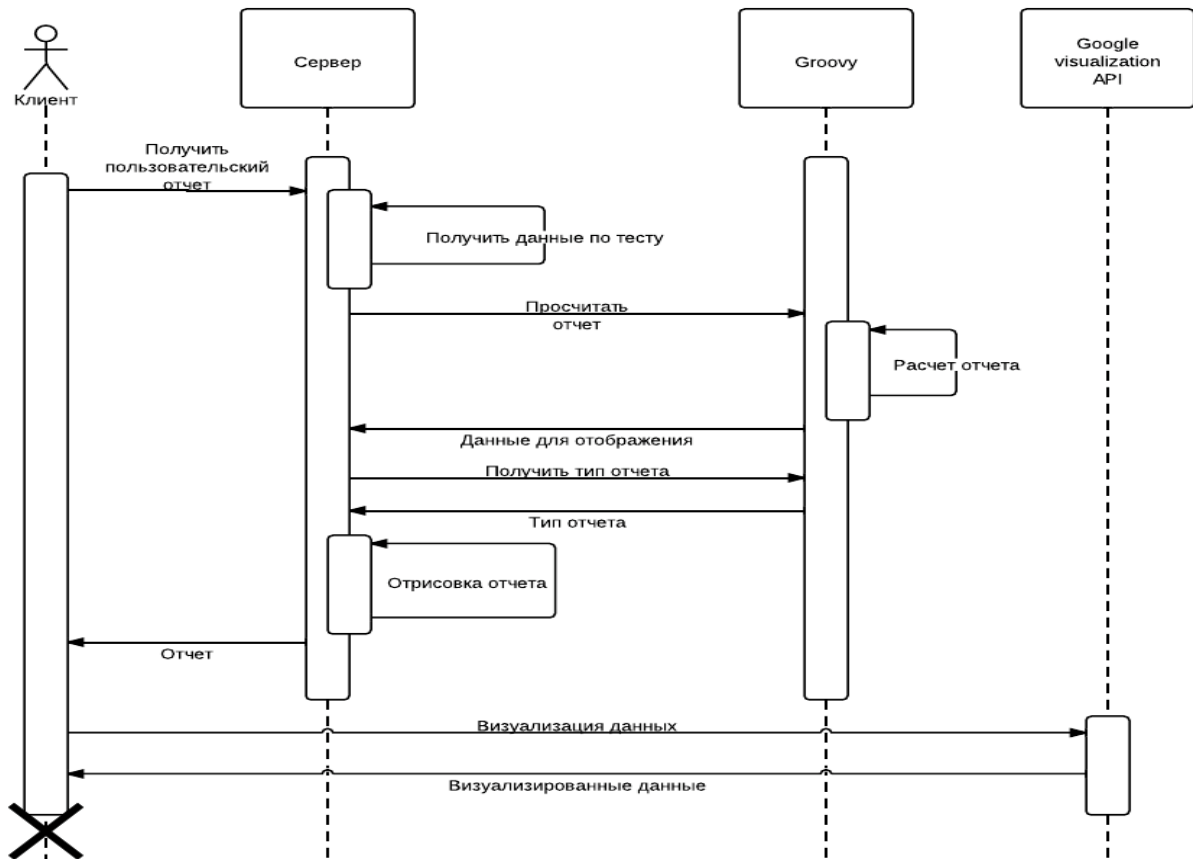 Клиент
Сервер
Groovy
Google
visualization
API
Получить
пользовательский
отчет
Получить данные по тесту
Просчитать
отчет
Расчет отчета
Данные для отображения
Получить тип отчета
Тип отчета
Отрисовка отчета
Отчет
Визуализация данных
Визуализированные данные